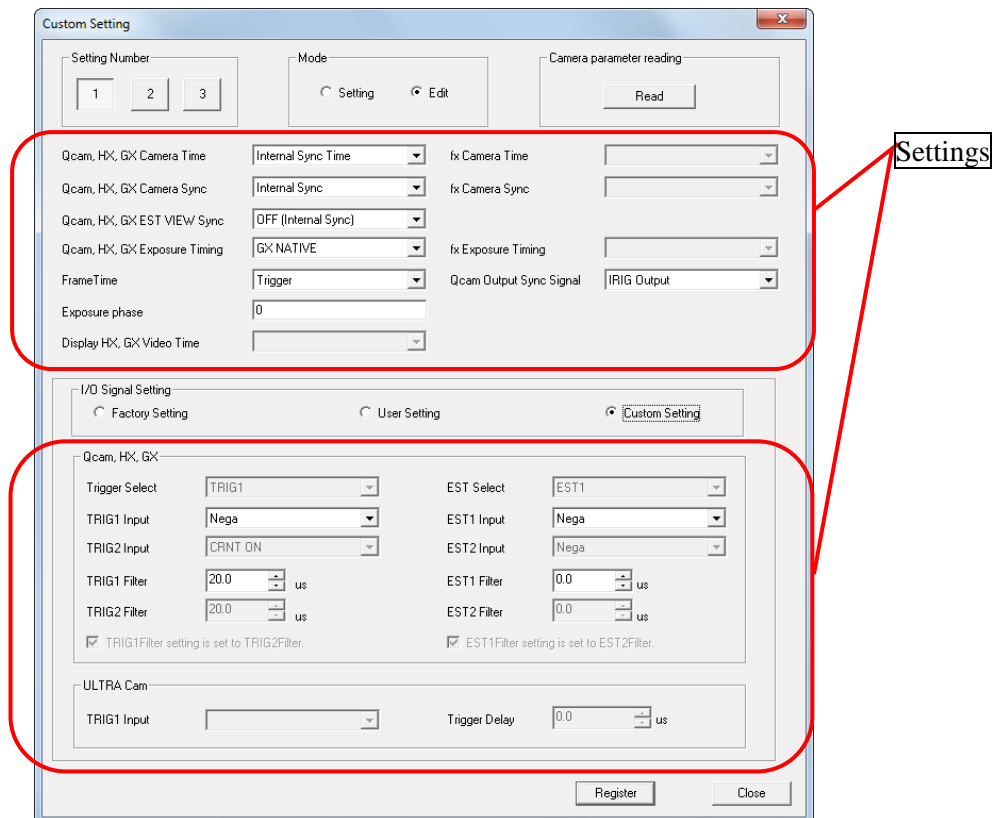 Custom Setting
Setting Number
Mode
Camera parameter reading
1 2 3
Setting Edit
Read
Settings
Qcam, HX, GX Camera Time Internal Sync Time fx Camera Time
Qcam, HX, GX Camera Sync Internal Sync fx Camera Sync
Qcam, HX, GX EST VIEW Sync OFF (Internal Sync)
Qcam, HX, GX Exposure Timing GX NATIVE fx Exposure Timing
FrameTime Trigger Qcam Output Sync Signal IRIG Output
Exposure phase 0
Display HX, GX Video Time
I/O Signal Setting
Factory Setting User Setting Custom Setting
Qcam, HX, GX
Trigger Select TRIG1 EST Select EST1
TRIG1 Input Nega EST1 Input Nega
TRIG2 Input CRNT ON EST2 Input Nega
TRIG1 Filter 20.0 us EST1 Filter 0.0 us
TRIG2 Filter 20.0 us EST2 Filter 0.0 us
TRIG1Filter setting is set to TRIG2Filter. EST1Filter setting is set to EST2Filter.
ULTRA Cam
TRIG1 Input Trigger Delay 0.0 us
Register Close